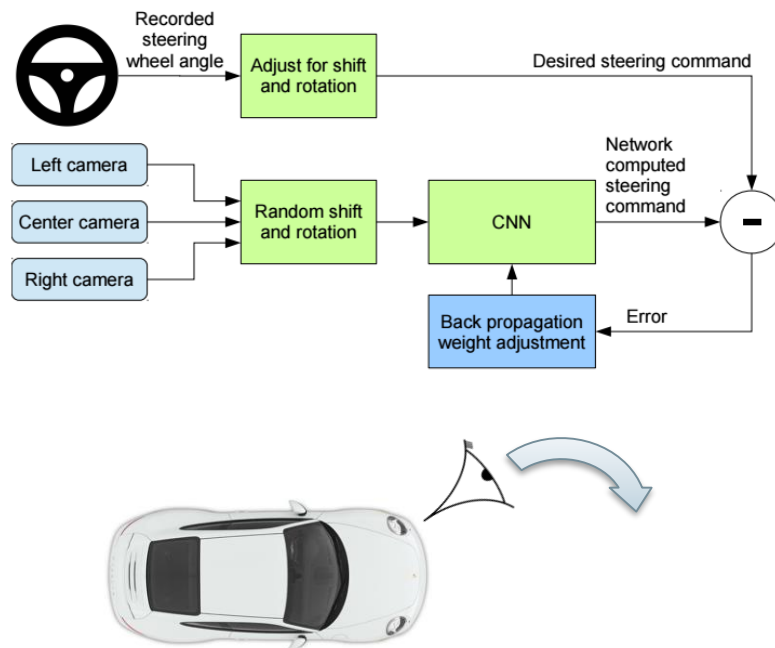 Recorded
steering
wheel angle
Adjust for shift
and rotation
Desired steering command
Left camera
Center camera
Right camera
Random shift
and rotation
CNN
Network
computed
steering
command
-
Back propagation
weight adjustment
Error